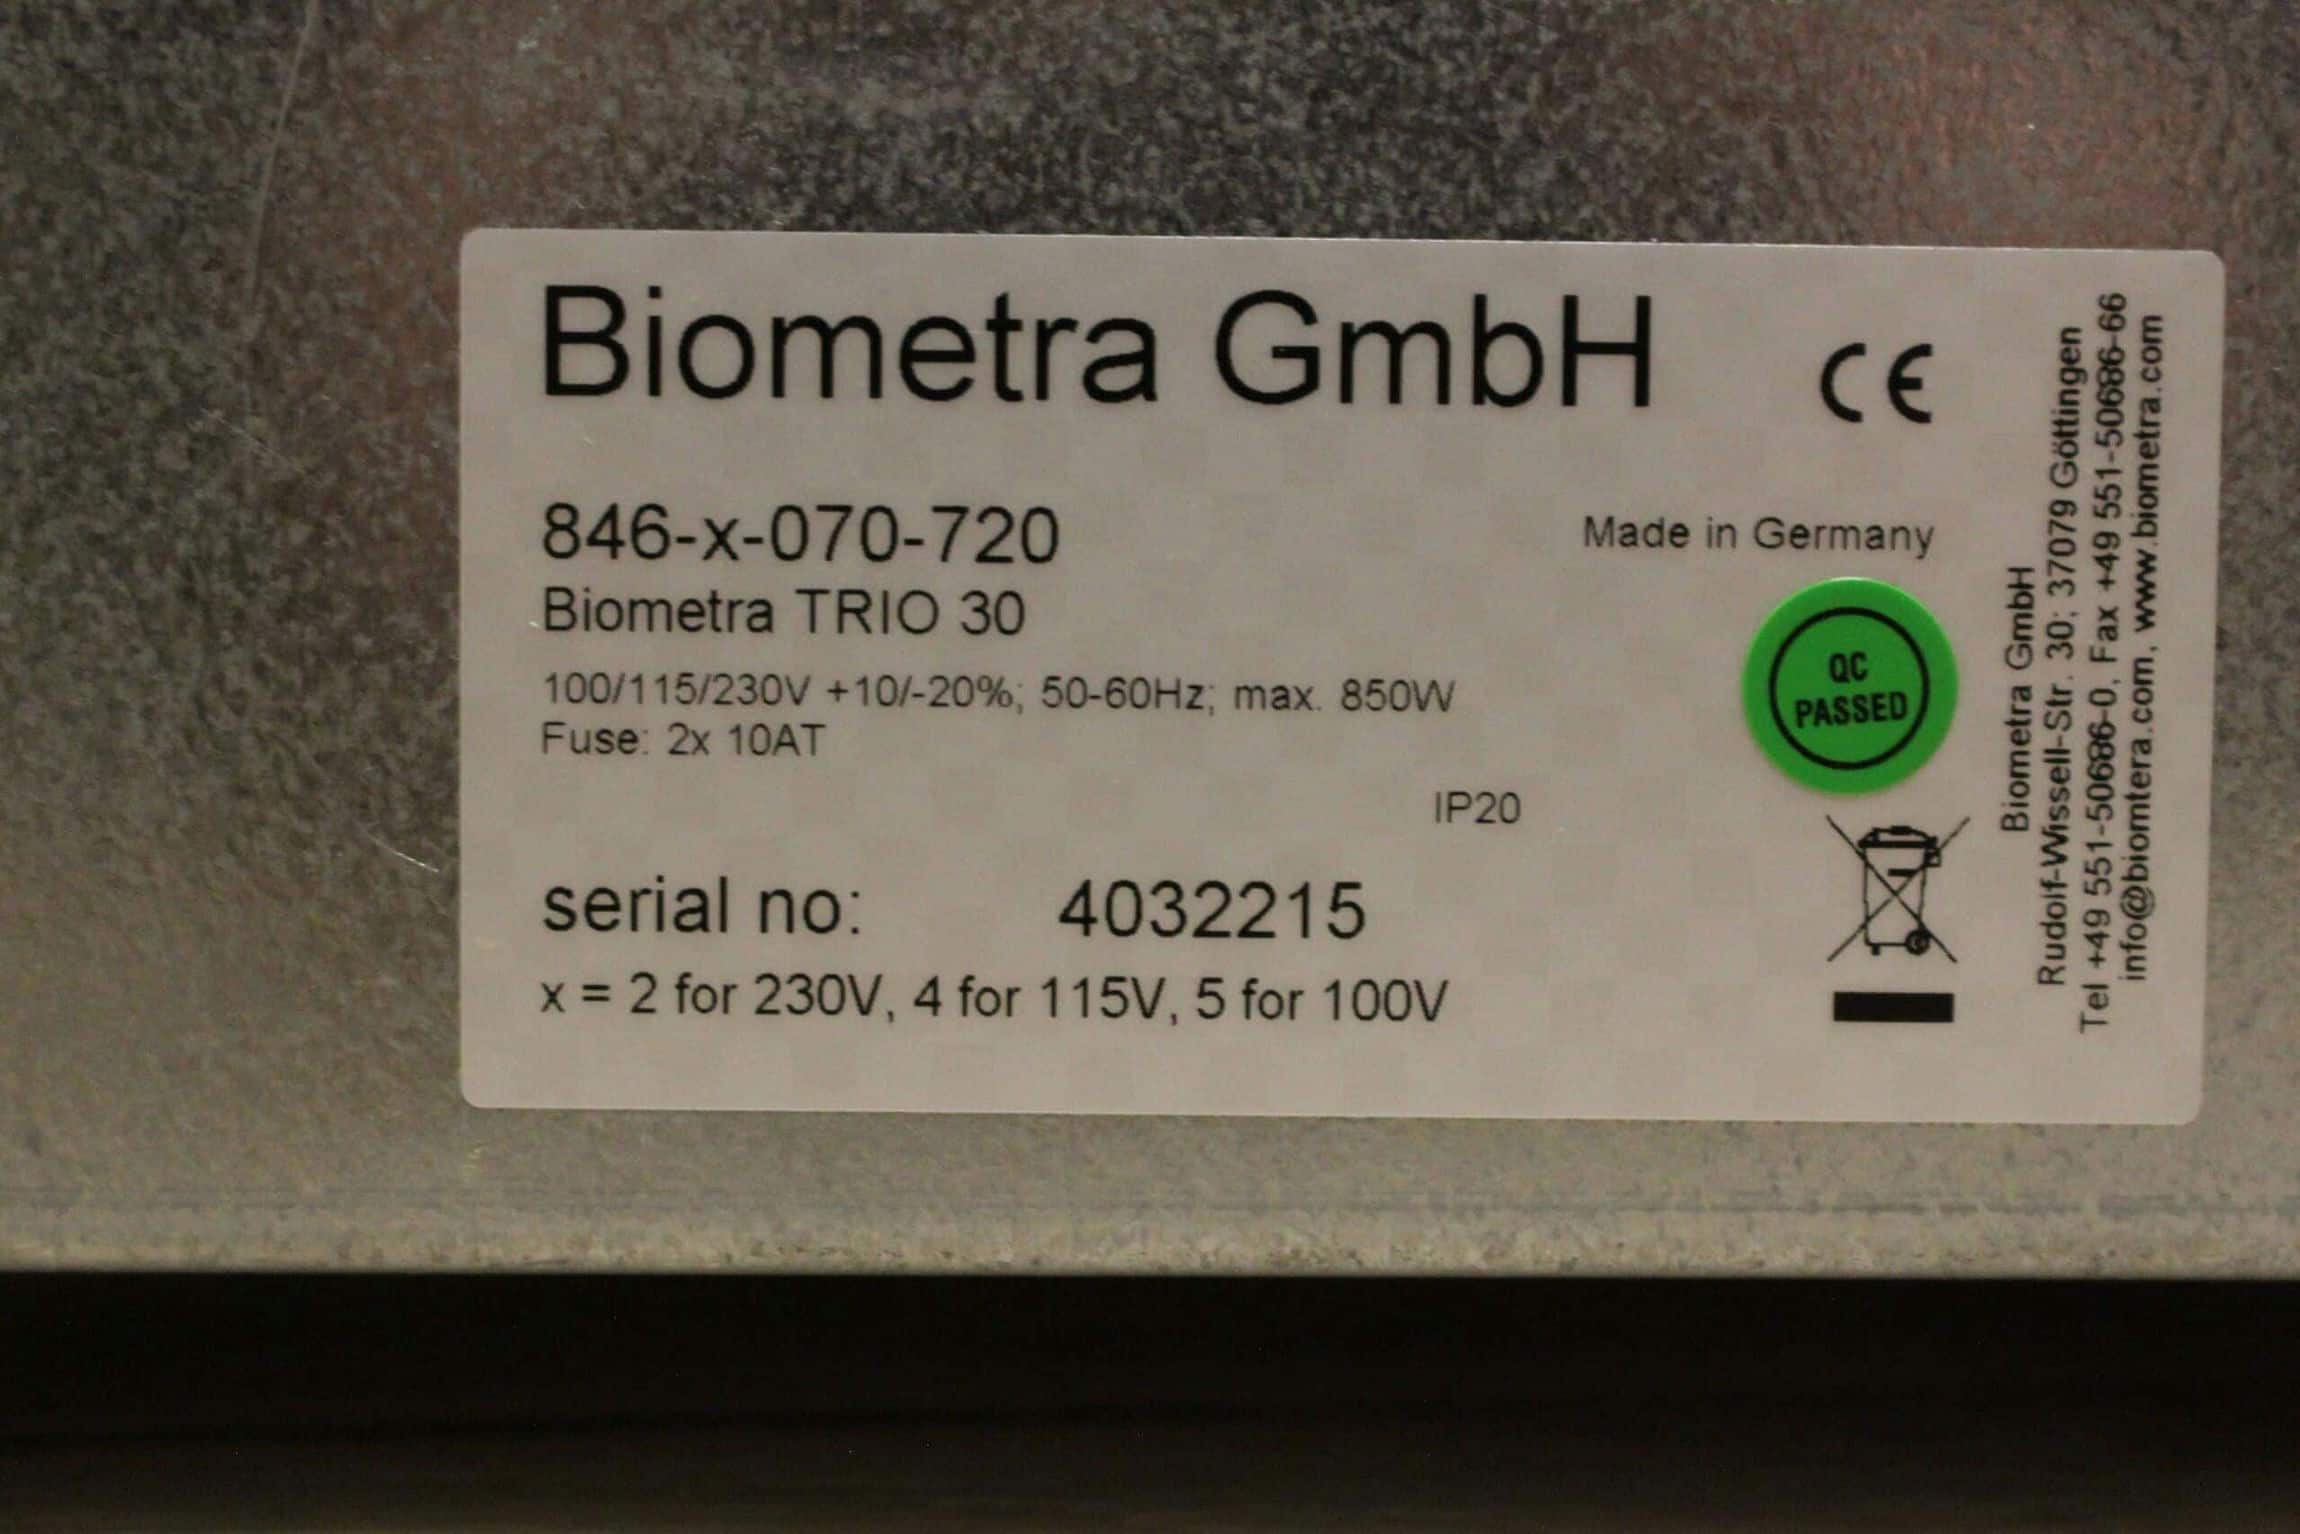 Biometra GmbH
CE
846-x-070-720
Made in Germany
Biometra TRIO 30
100/115/230V +10/-20%; 50-60Hz; max. 850W
Fuse: 2x 10AT
QC
PASSED
IP20
serial no: 4032215
x = 2 for 230V, 4 for 115V, 5 for 100V
Biometra GmbH
Rudolf-Wissell-Str. 30; 37079 Göttingen
Tel +49 551-50686-0, Fax +49 551-50686-66
info@biomtera.com, www.biometra.com